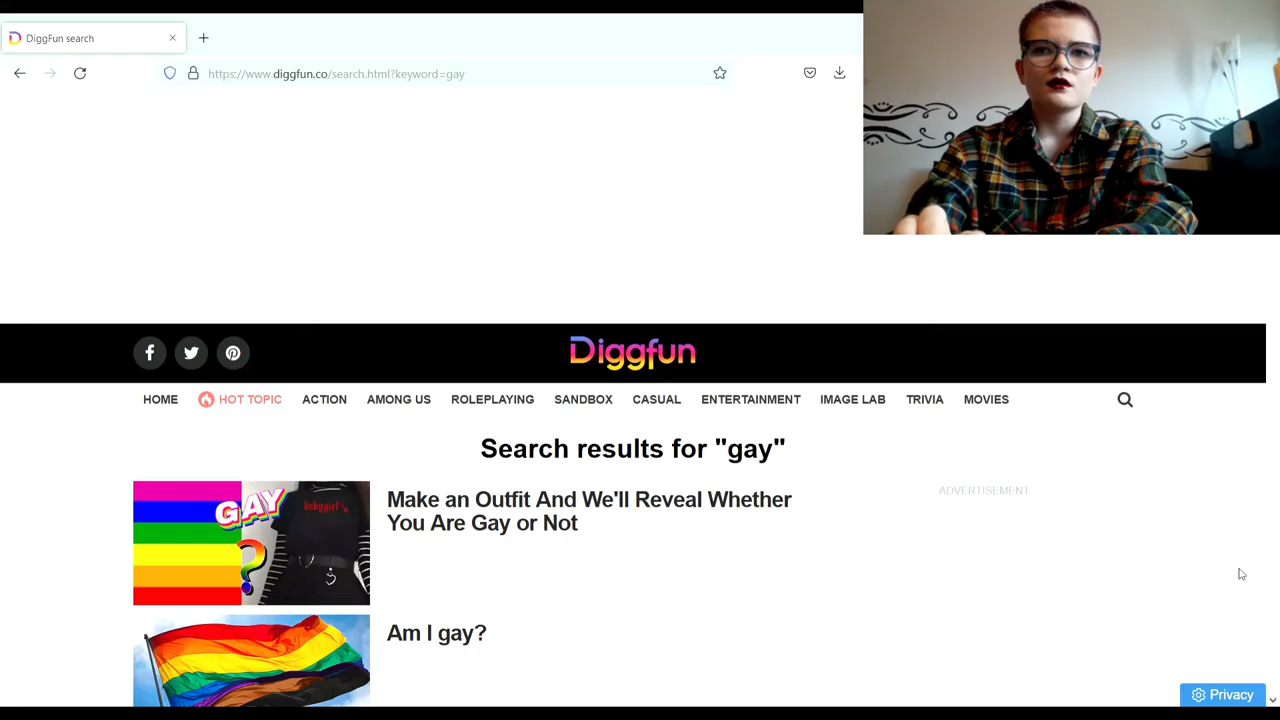 DiggFun search
https://www.diggfun.co/search.html?keyword=gay
Diggfun
HOME HOT TOPIC ACTION AMONG US ROLEPLAYING SANDBOX CASUAL ENTERTAINMENT IMAGE LAB TRIVIA MOVIES
Search results for "gay"
GAY
?
babygirl
Make an Outfit And We'll Reveal Whether
You Are Gay or Not
ADVERTISEMENT
Am I gay?
Privacy